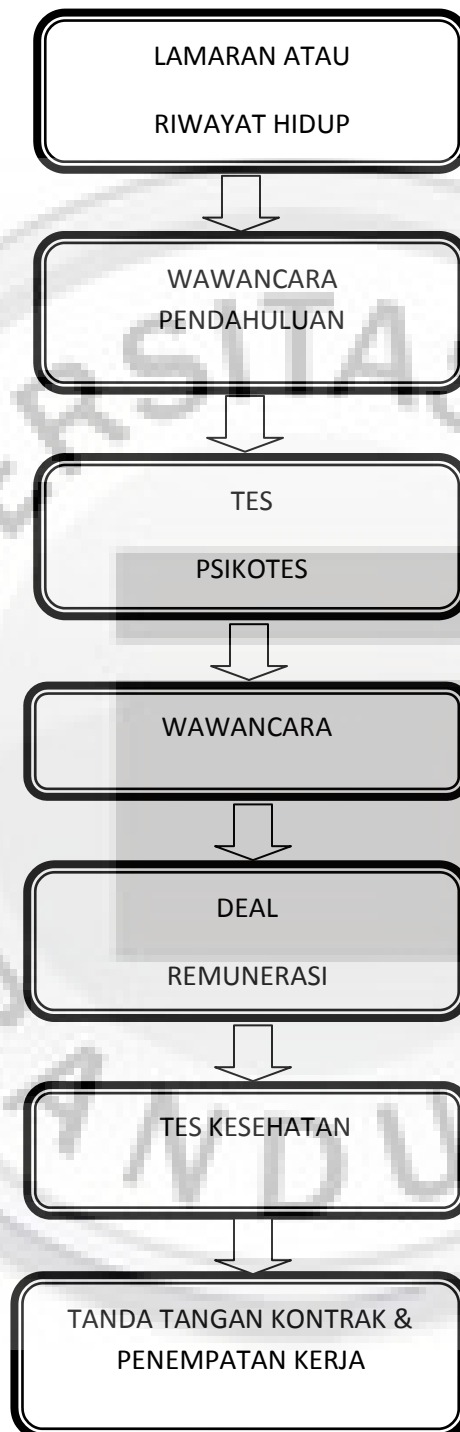 LAMARAN ATAU
RIWAYAT HIDUP
WAWANCARA
PENDAHULUAN
TES
PSIKOTES
WAWANCARA
DEAL
REMUNERASI
TES KESEHATAN
TANDA TANGAN KONTRAK &
PENEMPATAN KERJA